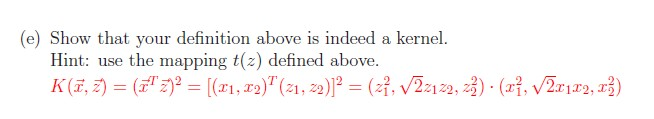 (e) Show that your definition above is indeed a kernel.
Hint: use the mapping t(z) defined above.
K(x⃗, z⃗) = (x⃗ᵀz⃗)² = [(x₁, x₂)ᵀ(z₁, z₂)]² = (z₁², √2z₁z₂, z₂²) · (x₁², √2x₁x₂, x₂²)